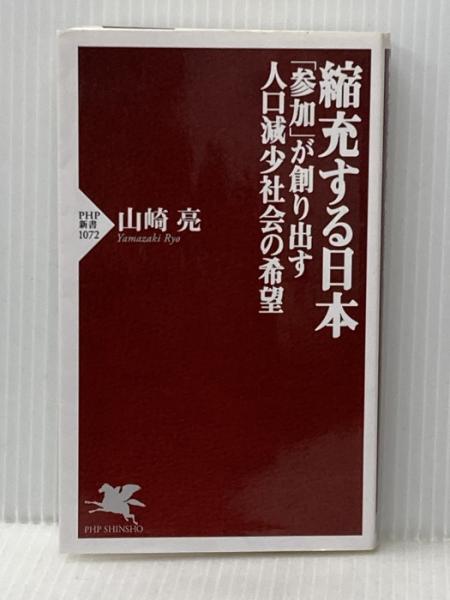 縮充する日本
「参加」が創り出す
人口減少社会の希望
山崎 亮
Yamazaki Ryo
PHP
新書
1072
PHP SHINSHO